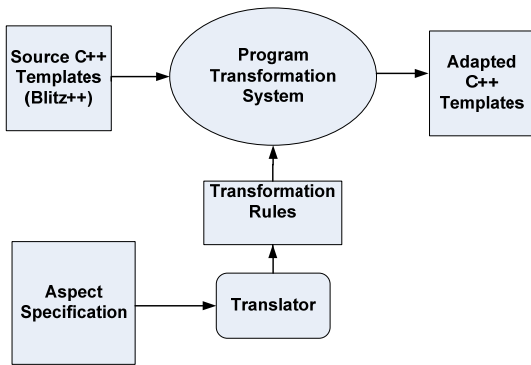 Source C++
Templates
(Blitz++)
Program
Transformation
System
Adapted
C++
Templates
Transformation
Rules
Aspect
Specification
Translator